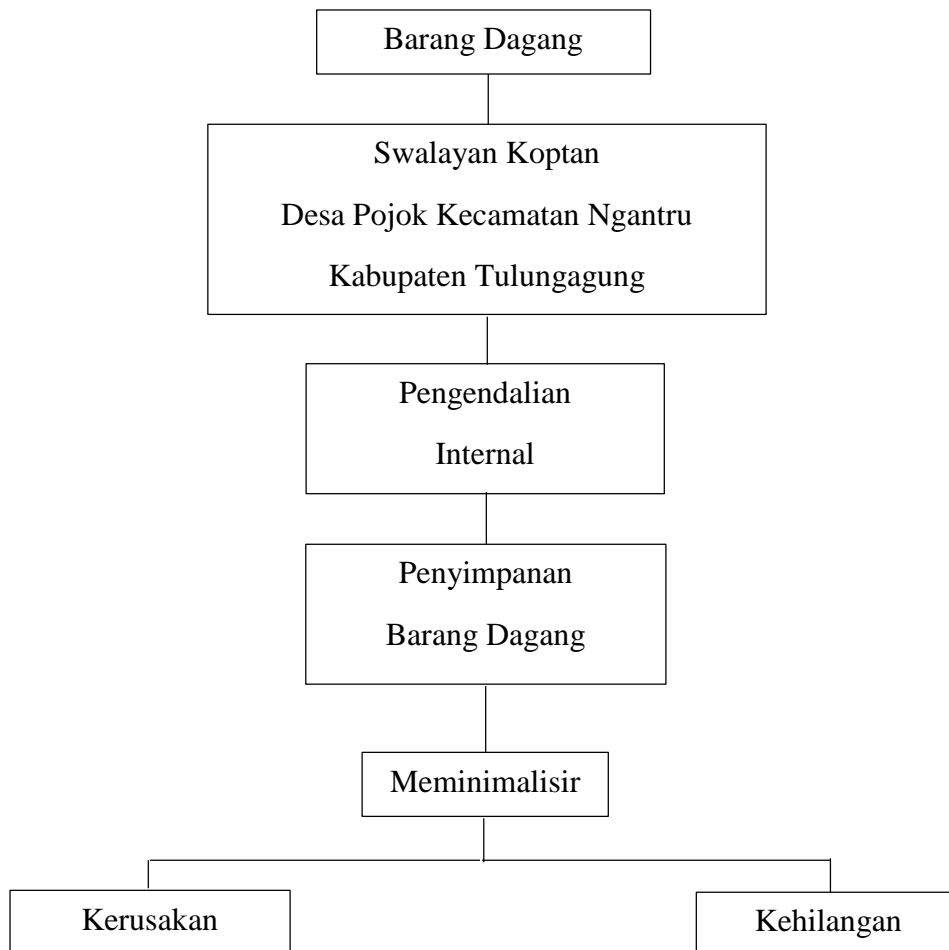 Barang Dagang
Swalayan Koptan
Desa Pojok Kecamatan Ngantru
Kabupaten Tulungagung
Pengendalian
Internal
Penyimpanan
Barang Dagang
Meminimalisir
Kerusakan
Kehilangan